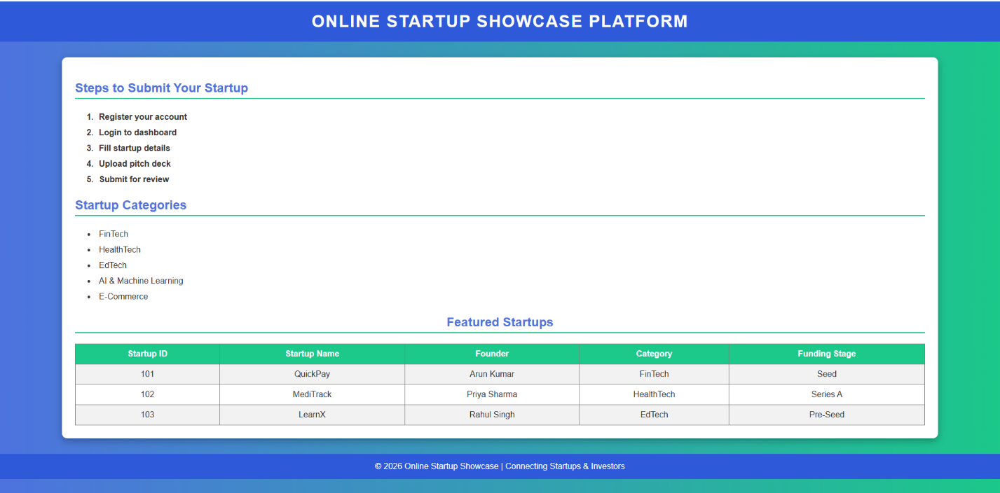 ONLINE STARTUP SHOWCASE PLATFORM
Steps to Submit Your Startup
1. Register your account
2. Login to dashboard
3. Fill startup details
4. Upload pitch deck
5. Submit for review
Startup Categories
• FinTech
• HealthTech
• EdTech
• AI & Machine Learning
• E-Commerce
Featured Startups
Startup ID Startup Name Founder Category Funding Stage
101 QuickPay Arun Kumar FinTech Seed
102 MediTrack Priya Sharma HealthTech Series A
103 LearnX Rahul Singh EdTech Pre-Seed
© 2026 Online Startup Showcase | Connecting Startups & Investors